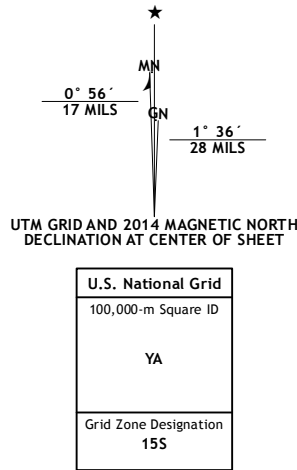 MN
0° 56´
17 MILS
GN
1° 36´
28 MILS
UTM GRID AND 2014 MAGNETIC NORTH
DECLINATION AT CENTER OF SHEET
U.S. National Grid
100,000-m Square ID
YA
Grid Zone Designation
15S